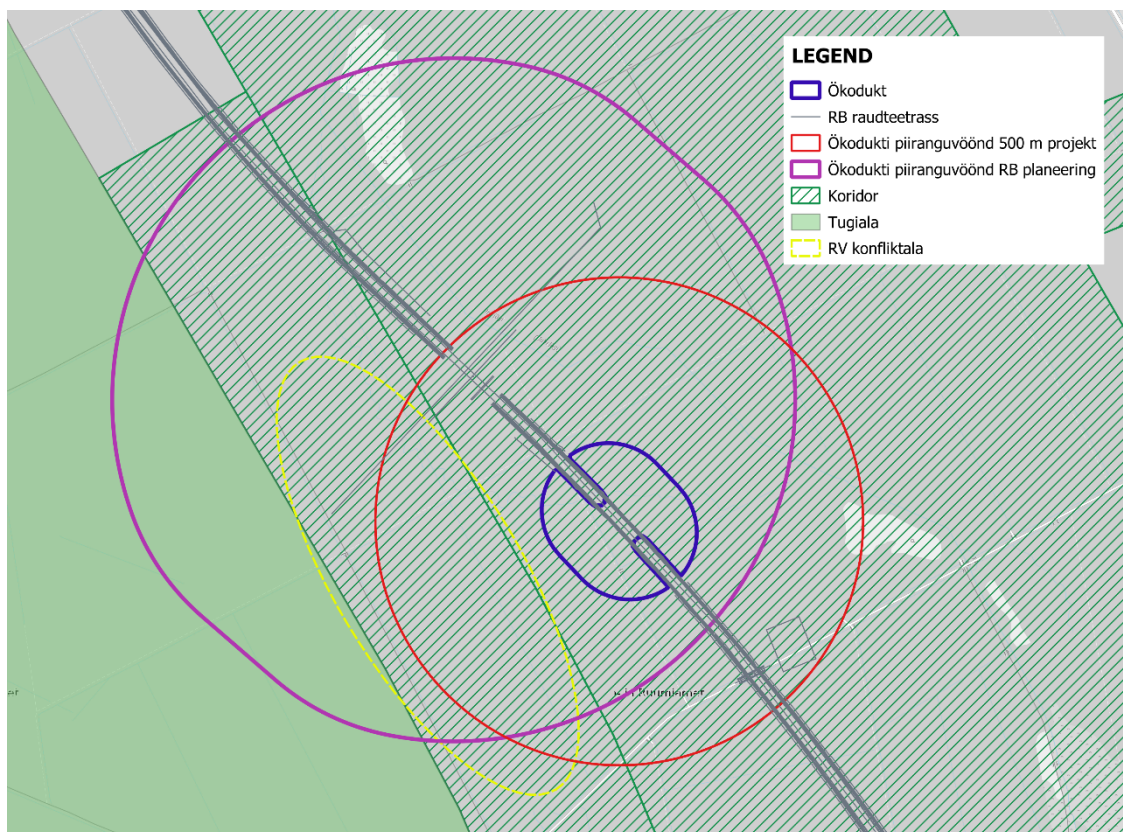 LEGEND
Ökodukt
RB raudteetrass
Ökodukti piiranguvöönd 500 m projekt
Ökodukti piiranguvöönd RB planeering
Koridor
Tugiala
RV konfliktala